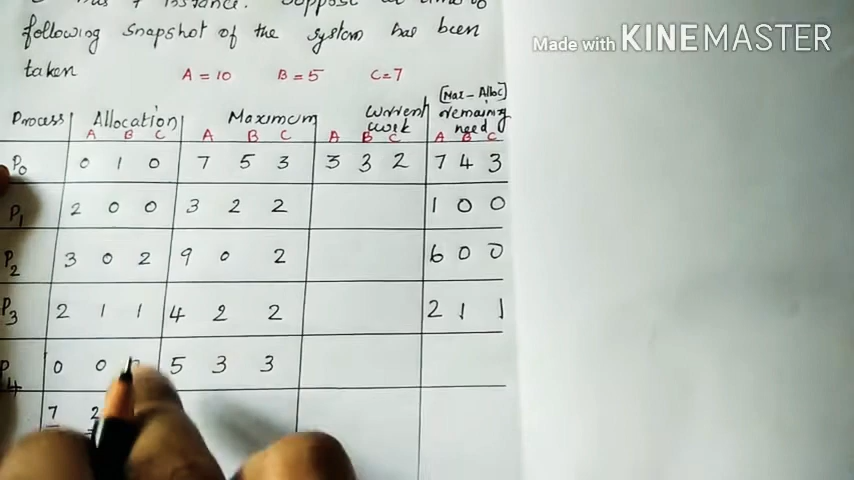 following snapshot of the system has been
taken A = 10 B = 5 C = 7
Made with KINEMASTER
[Max - Alloc]
Process Allocation Maximum Current work remaining need
A B C A B C A B C A B C
P0 0 1 0 7 5 3 3 3 2 7 4 3
P1 2 0 0 3 2 2 1 0 0
P2 3 0 2 9 0 2 6 0 0
P3 2 1 1 4 2 2 2 1 1
P4 0 0 5 3 3
7 2